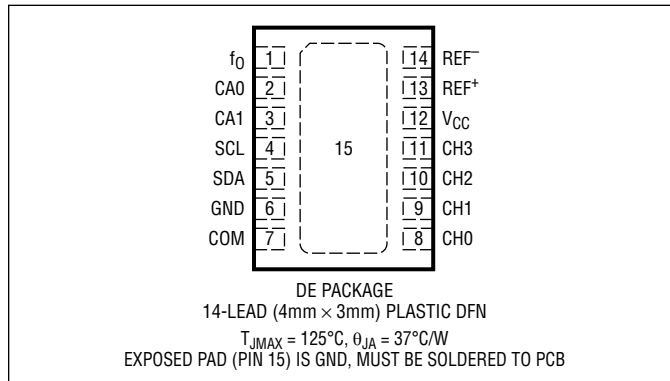 fO 1 14 REF−
CA0 2 13 REF+
CA1 3 12 VCC
SCL 4 15 11 CH3
SDA 5 10 CH2
GND 6 9 CH1
COM 7 8 CH0
DE PACKAGE
14-LEAD (4mm × 3mm) PLASTIC DFN
TJMAX = 125°C, θJA = 37°C/W
EXPOSED PAD (PIN 15) IS GND, MUST BE SOLDERED TO PCB